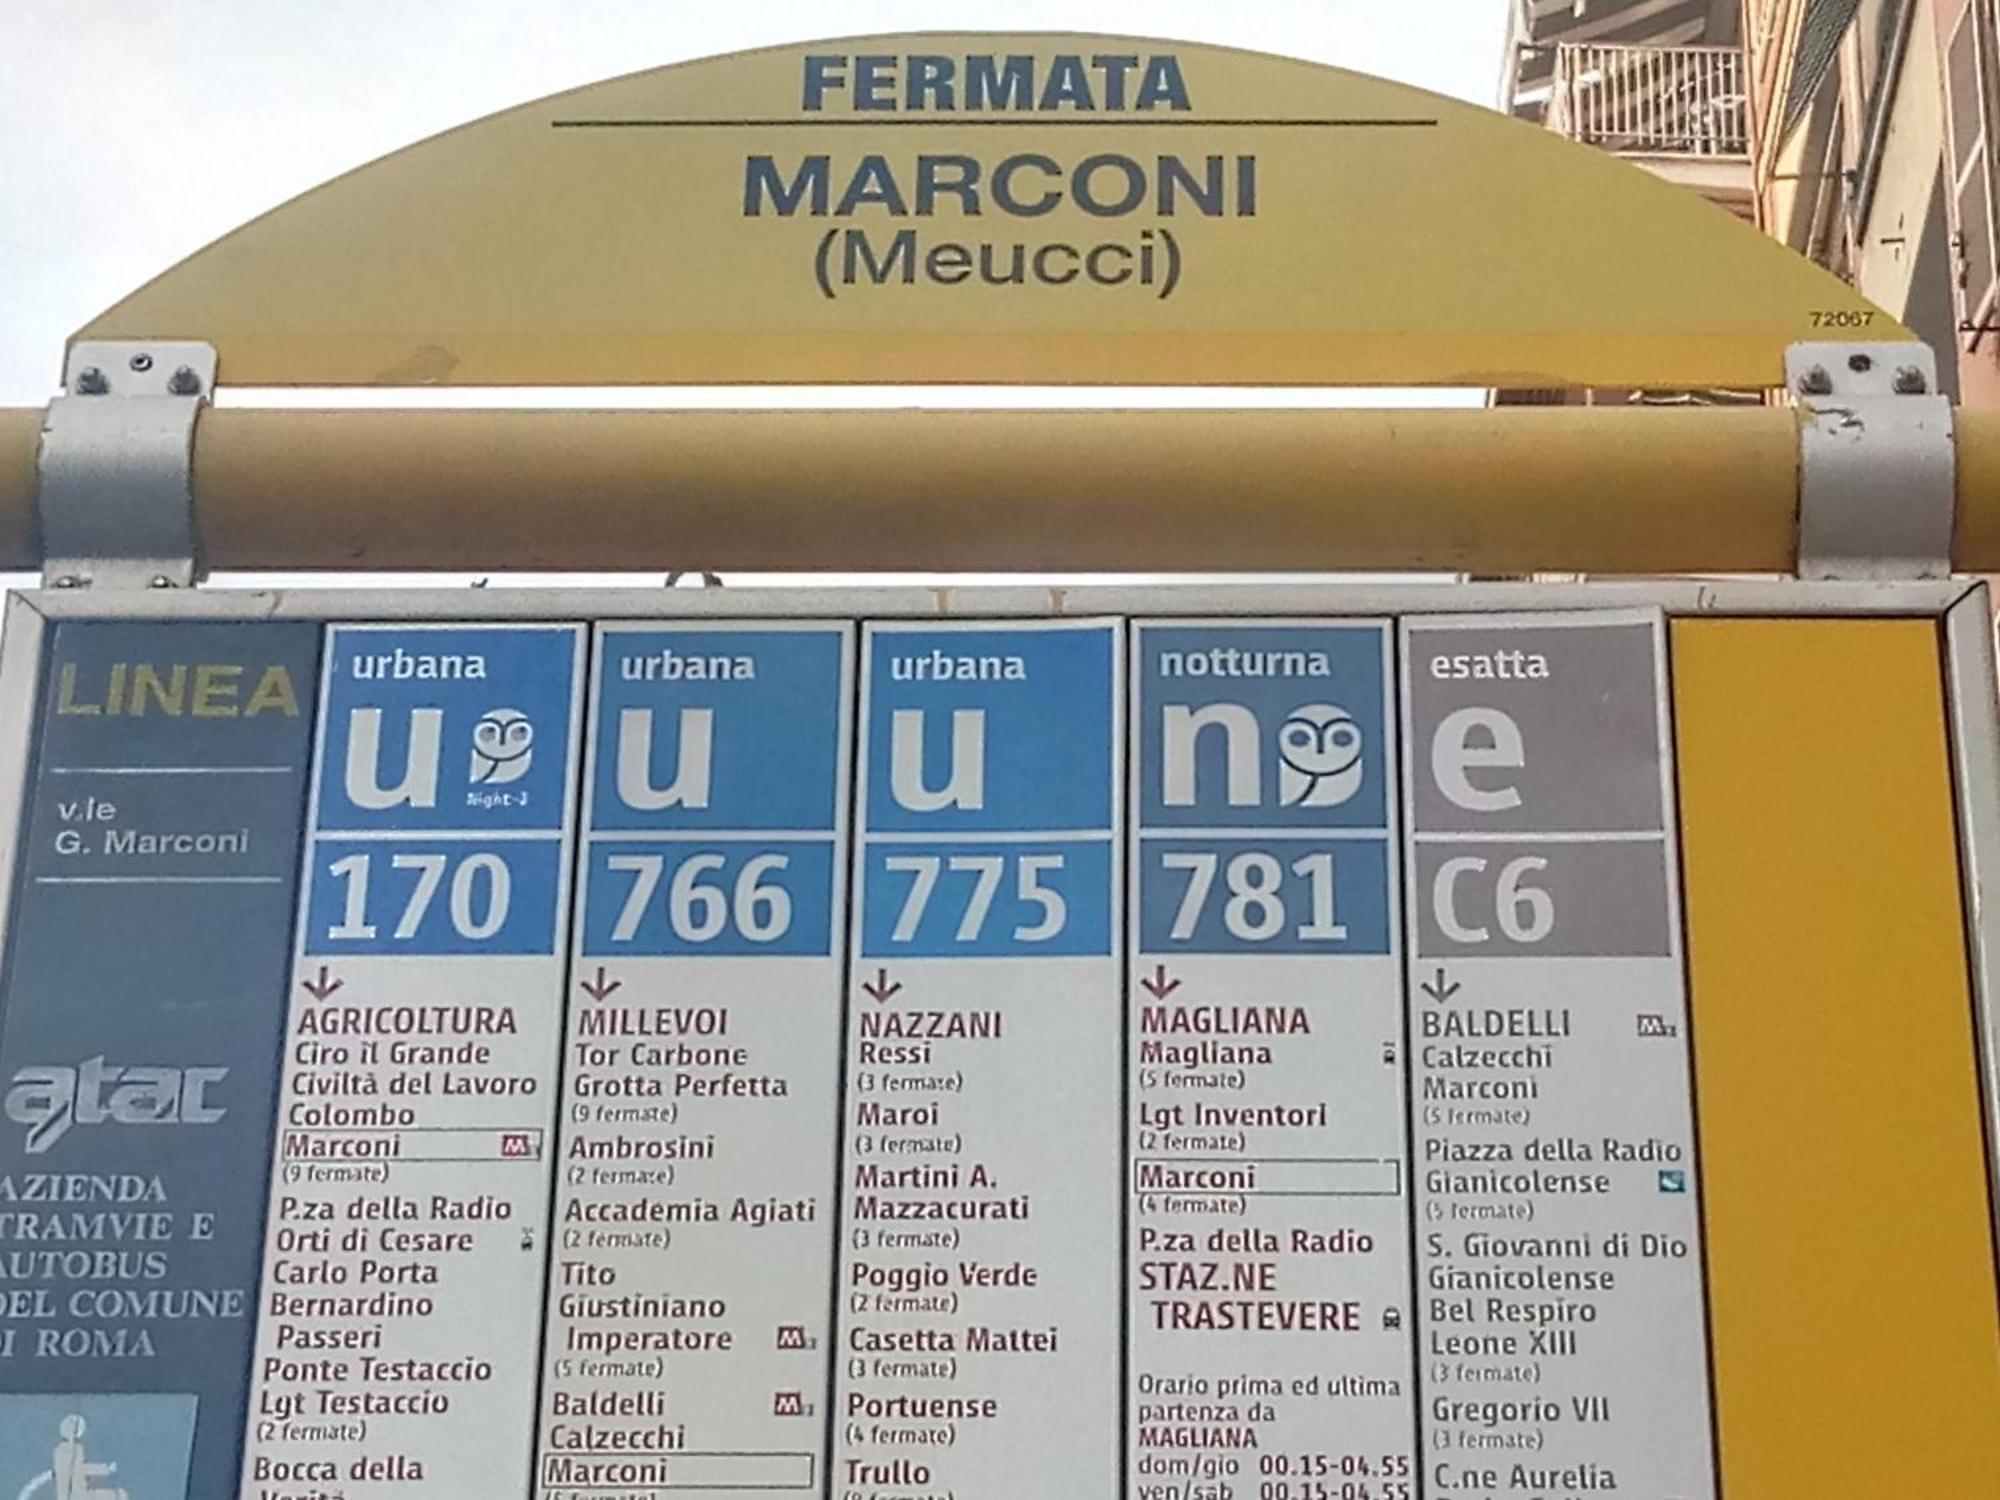 FERMATA
MARCONI
(Meucci)
72067
LINEA
v.le
G. Marconi
atac
AZIENDA
TRAMVIE E
AUTOBUS
DEL COMUNE
DI ROMA
urbana
u
170
AGRICOLTURA
Ciro il Grande
Civiltà del Lavoro
Colombo
Marconi M
(9 fermate)
P.za della Radio
Orti di Cesare
Carlo Porta
Bernardino
Passeri
Ponte Testaccio
Lgt Testaccio
(2 fermate)
Bocca della
Verità
urbana
u
766
MILLEVOI
Tor Carbone
Grotta Perfetta
(9 fermate)
Ambrosini
(2 fermate)
Accademia Agiati
(2 fermate)
Tito
Giustiniano
Imperatore M
(5 fermate)
Baldelli M
Calzecchi
Marconi
urbana
u
775
NAZZANI
Ressi
(3 fermate)
Maroi
(3 fermate)
Martini A.
Mazzacurati
(3 fermate)
Poggio Verde
(2 fermate)
Casetta Mattei
(3 fermate)
Portuense
(4 fermate)
Trullo
notturna
n
781
MAGLIANA
Magliana
(5 fermate)
Lgt Inventori
(2 fermate)
Marconi
(4 fermate)
P.za della Radio
STAZ.NE
TRASTEVERE
Orario prima ed ultima
partenza da
MAGLIANA
dom/gio 00.15-04.55
ven/sab 00.15-04.55
esatta
e
C6
BALDELLI M
Calzecchi
Marconi
(5 fermate)
Piazza della Radio
Gianicolense
(5 fermate)
S. Giovanni di Dio
Gianicolense
Bel Respiro
Leone XIII
(3 fermate)
Gregorio VII
(3 fermate)
C.ne Aurelia